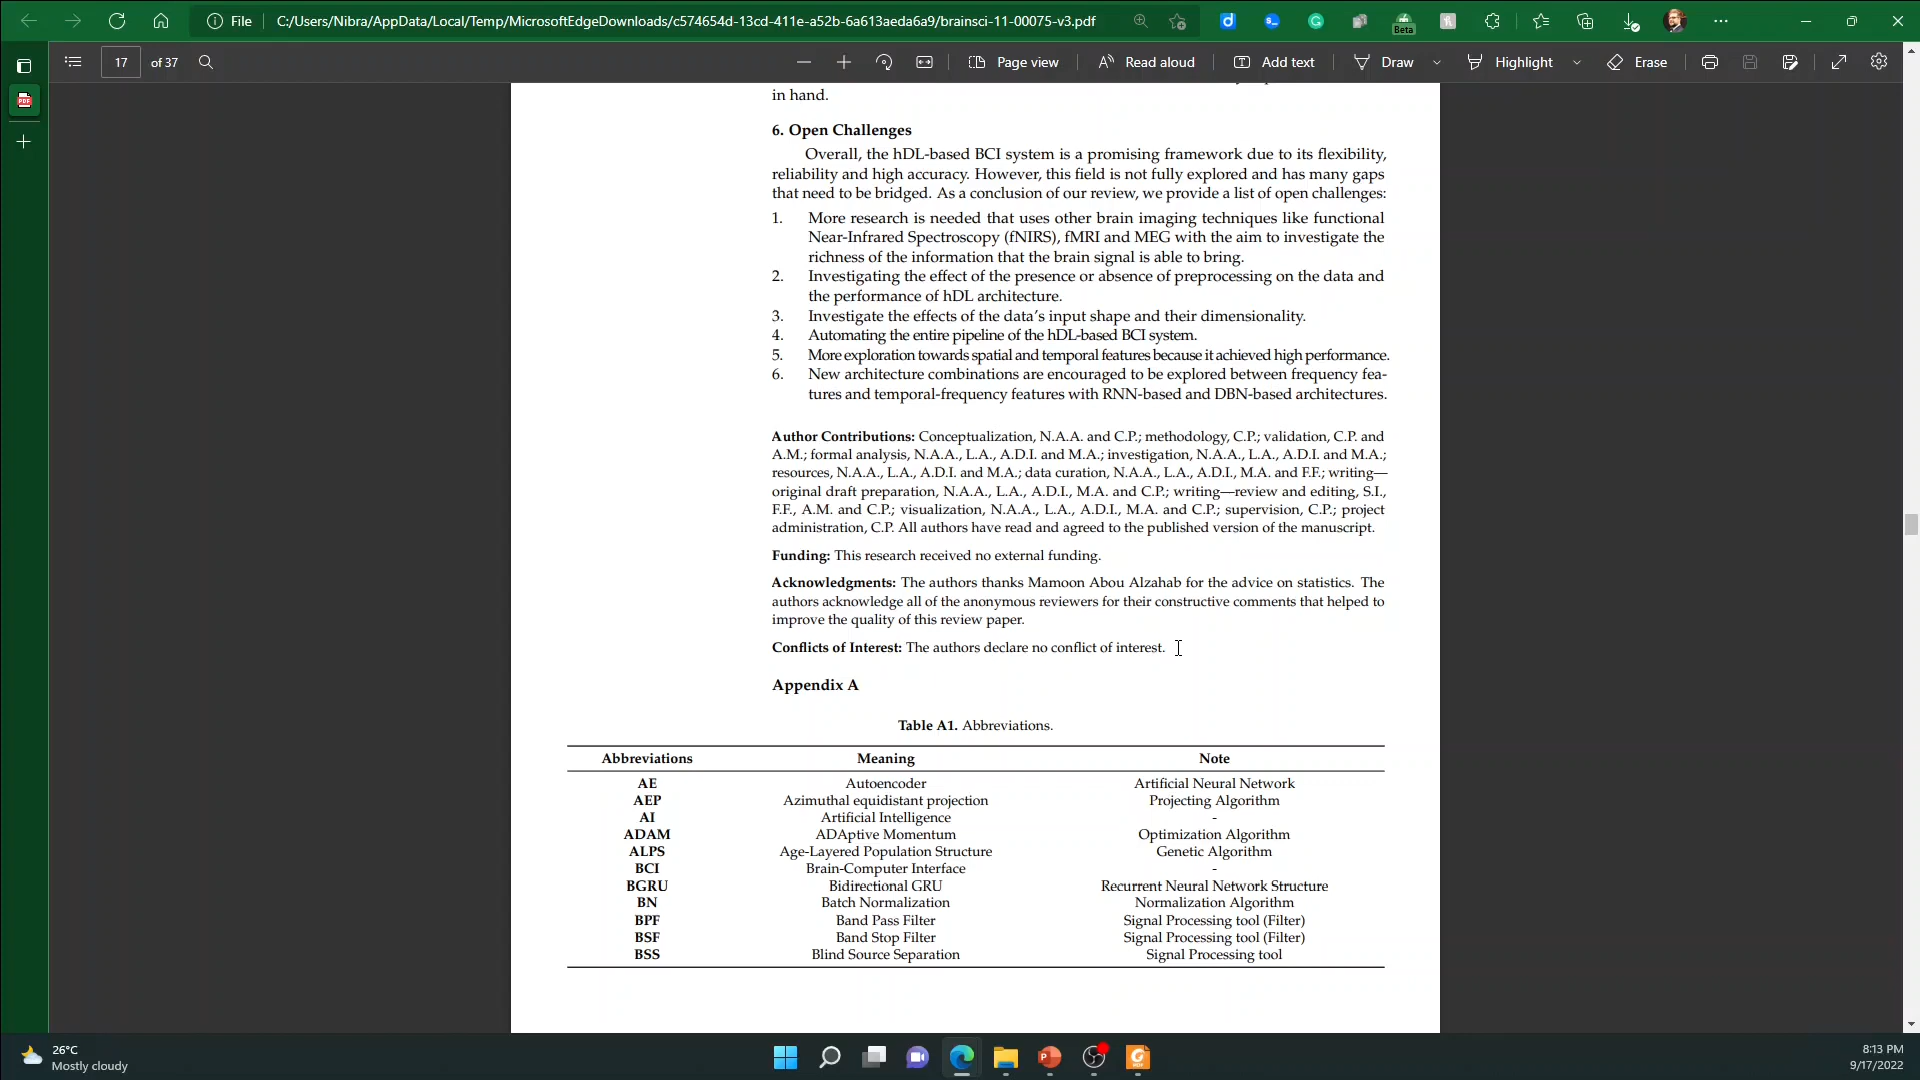 File
C:/Users/Nibra/AppData/Local/Temp/MicrosoftEdgeDownloads/c574654d-13cd-411e-a52b-6a613aeda6a9/brainsci-11-00075-v3.pdf
Beta
17 of 37
Page view
Read aloud
Add text
Draw
Highlight
Erase
PDF
in hand.
6. Open Challenges
Overall, the hDL-based BCI system is a promising framework due to its flexibility,
reliability and high accuracy. However, this field is not fully explored and has many gaps
that need to be bridged. As a conclusion of our review, we provide a list of open challenges:
1. More research is needed that uses other brain imaging techniques like functional
Near-Infrared Spectroscopy (fNIRS), fMRI and MEG with the aim to investigate the
richness of the information that the brain signal is able to bring.
2. Investigating the effect of the presence or absence of preprocessing on the data and
the performance of hDL architecture.
3. Investigate the effects of the data's input shape and their dimensionality.
4. Automating the entire pipeline of the hDL-based BCI system.
5. More exploration towards spatial and temporal features because it achieved high performance.
6. New architecture combinations are encouraged to be explored between frequency fea-
tures and temporal-frequency features with RNN-based and DBN-based architectures.
Author Contributions: Conceptualization, N.A.A. and C.P.; methodology, C.P.; validation, C.P. and
A.M.; formal analysis, N.A.A., L.A., A.D.I. and M.A.; investigation, N.A.A., L.A., A.D.I. and M.A.;
resources, N.A.A., L.A., A.D.I. and M.A.; data curation, N.A.A., L.A., A.D.I., M.A. and F.F.; writing—
original draft preparation, N.A.A., L.A., A.D.I., M.A. and C.P.; writing—review and editing, S.I.,
F.F., A.M. and C.P.; visualization, N.A.A., L.A., A.D.I., M.A. and C.P.; supervision, C.P.; project
administration, C.P. All authors have read and agreed to the published version of the manuscript.
Funding: This research received no external funding.
Acknowledgments: The authors thanks Mamoon Abou Alzahab for the advice on statistics. The
authors acknowledge all of the anonymous reviewers for their constructive comments that helped to
improve the quality of this review paper.
Conflicts of Interest: The authors declare no conflict of interest.
Appendix A
Table A1. Abbreviations.
Abbreviations Meaning Note
AE Autoencoder Artificial Neural Network
AEP Azimuthal equidistant projection Projecting Algorithm
AI Artificial Intelligence -
ADAM ADAptive Momentum Optimization Algorithm
ALPS Age-Layered Population Structure Genetic Algorithm
BCI Brain-Computer Interface -
BGRU Bidirectional GRU Recurrent Neural Network Structure
BN Batch Normalization Normalization Algorithm
BPF Band Pass Filter Signal Processing tool (Filter)
BSF Band Stop Filter Signal Processing tool (Filter)
BSS Blind Source Separation Signal Processing tool
26°C
Mostly cloudy
8:13 PM
9/17/2022